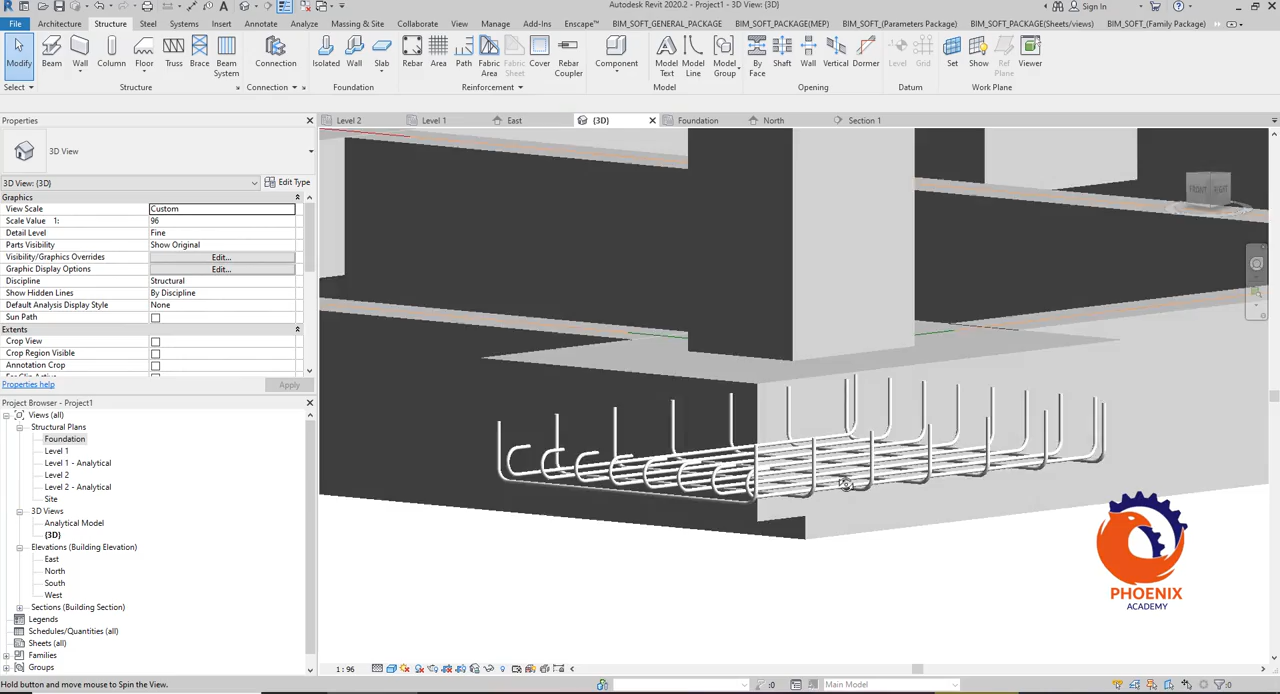 Autodesk Revit 2020.2 - Project1 - 3D View: {3D}
Sign In
File Architecture Structure Steel Systems Insert Annotate Analyze Massing & Site Collaborate View Manage Add-Ins Enscape™ BIM_SOFT_GENERAL_PACKAGE BIM_SOFT_PACKAGE(MEP) BIM_SOFT_(Parameters Package) BIM_SOFT_PACKAGE(Sheets/views) BIM_SOFT_(Family Package) Upload
Modify Beam Wall Column Floor Truss Brace Beam System Connection Isolated Wall Slab Rebar Area Path Fabric Area Fabric Sheet Cover Rebar Coupler Component Model Text Model Line Model Group By Face Shaft Wall Vertical Dormer Level Grid Set Show Ref Plane Viewer
Select Structure Connection Foundation Reinforcement Model Opening Datum Work Plane
Properties
Level 2 Level 1 East {3D} Foundation North Section 1
3D View
FRONT RIGHT
3D View: {3D} Edit Type
Graphics
View Scale Custom
Scale Value 1: 96
Detail Level Fine
Parts Visibility Show Original
Visibility/Graphics Overrides Edit...
Graphic Display Options Edit...
Discipline Structural
Show Hidden Lines By Discipline
Default Analysis Display Style None
Sun Path
Extents
Crop View
Crop Region Visible
Annotation Crop
Properties help Apply
Project Browser - Project1
Views (all)
Structural Plans
Foundation
Level 1
Level 1 - Analytical
Level 2
Level 2 - Analytical
Site
3D Views
Analytical Model
{3D}
Elevations (Building Elevation)
East
North
South
West
Sections (Building Section)
Legends
Schedules/Quantities (all)
Sheets (all)
Families
Groups
PHOENIX
ACADEMY
1 : 96
Hold button and move mouse to Spin the View.
:0 Main Model :0